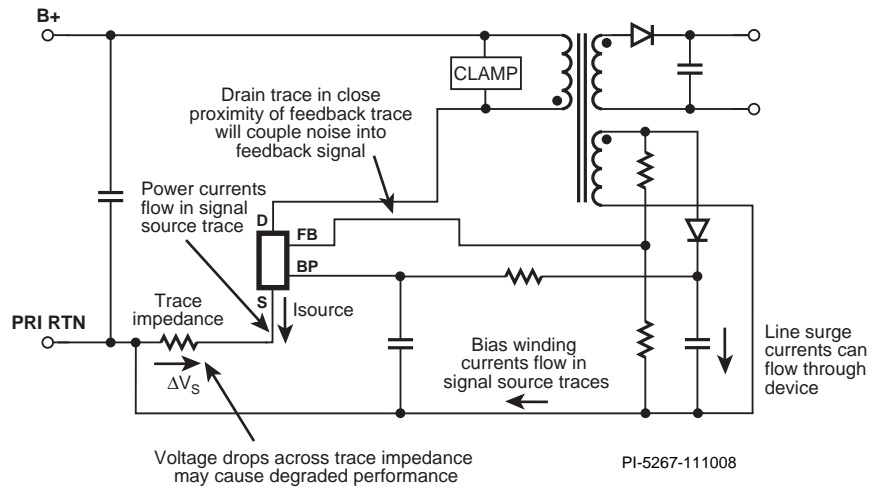 B+
CLAMP
Drain trace in close
proximity of feedback trace
will couple noise into
feedback signal
Power currents
flow in signal
source trace
D
FB
BP
S
Isource
Trace
impedance
PRI RTN
ΔVS
Bias winding
currents flow in
signal source traces
Line surge
currents can
flow through
device
Voltage drops across trace impedance
may cause degraded performance
PI-5267-111008